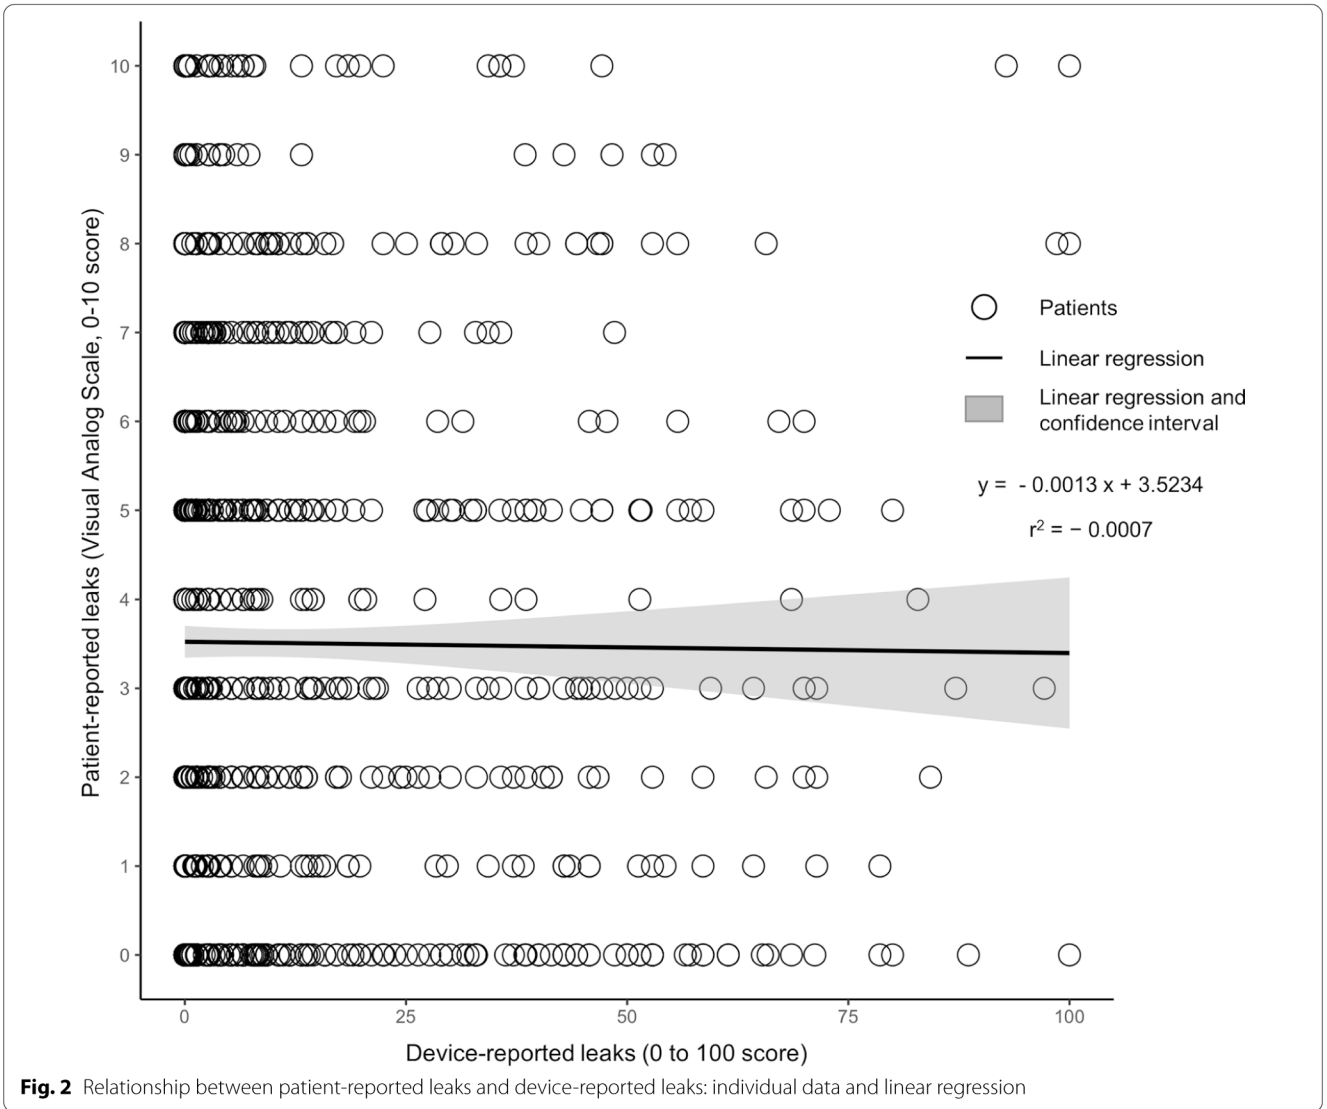 Patient-reported leaks (Visual Analog Scale, 0-10 score)
10
9
8
7
6
5
4
3
2
1
0
Patients
Linear regression
Linear regression and
confidence interval
y = - 0.0013 x + 3.5234
r² = − 0.0007
0 25 50 75 100
Device-reported leaks (0 to 100 score)
Fig. 2 Relationship between patient-reported leaks and device-reported leaks: individual data and linear regression